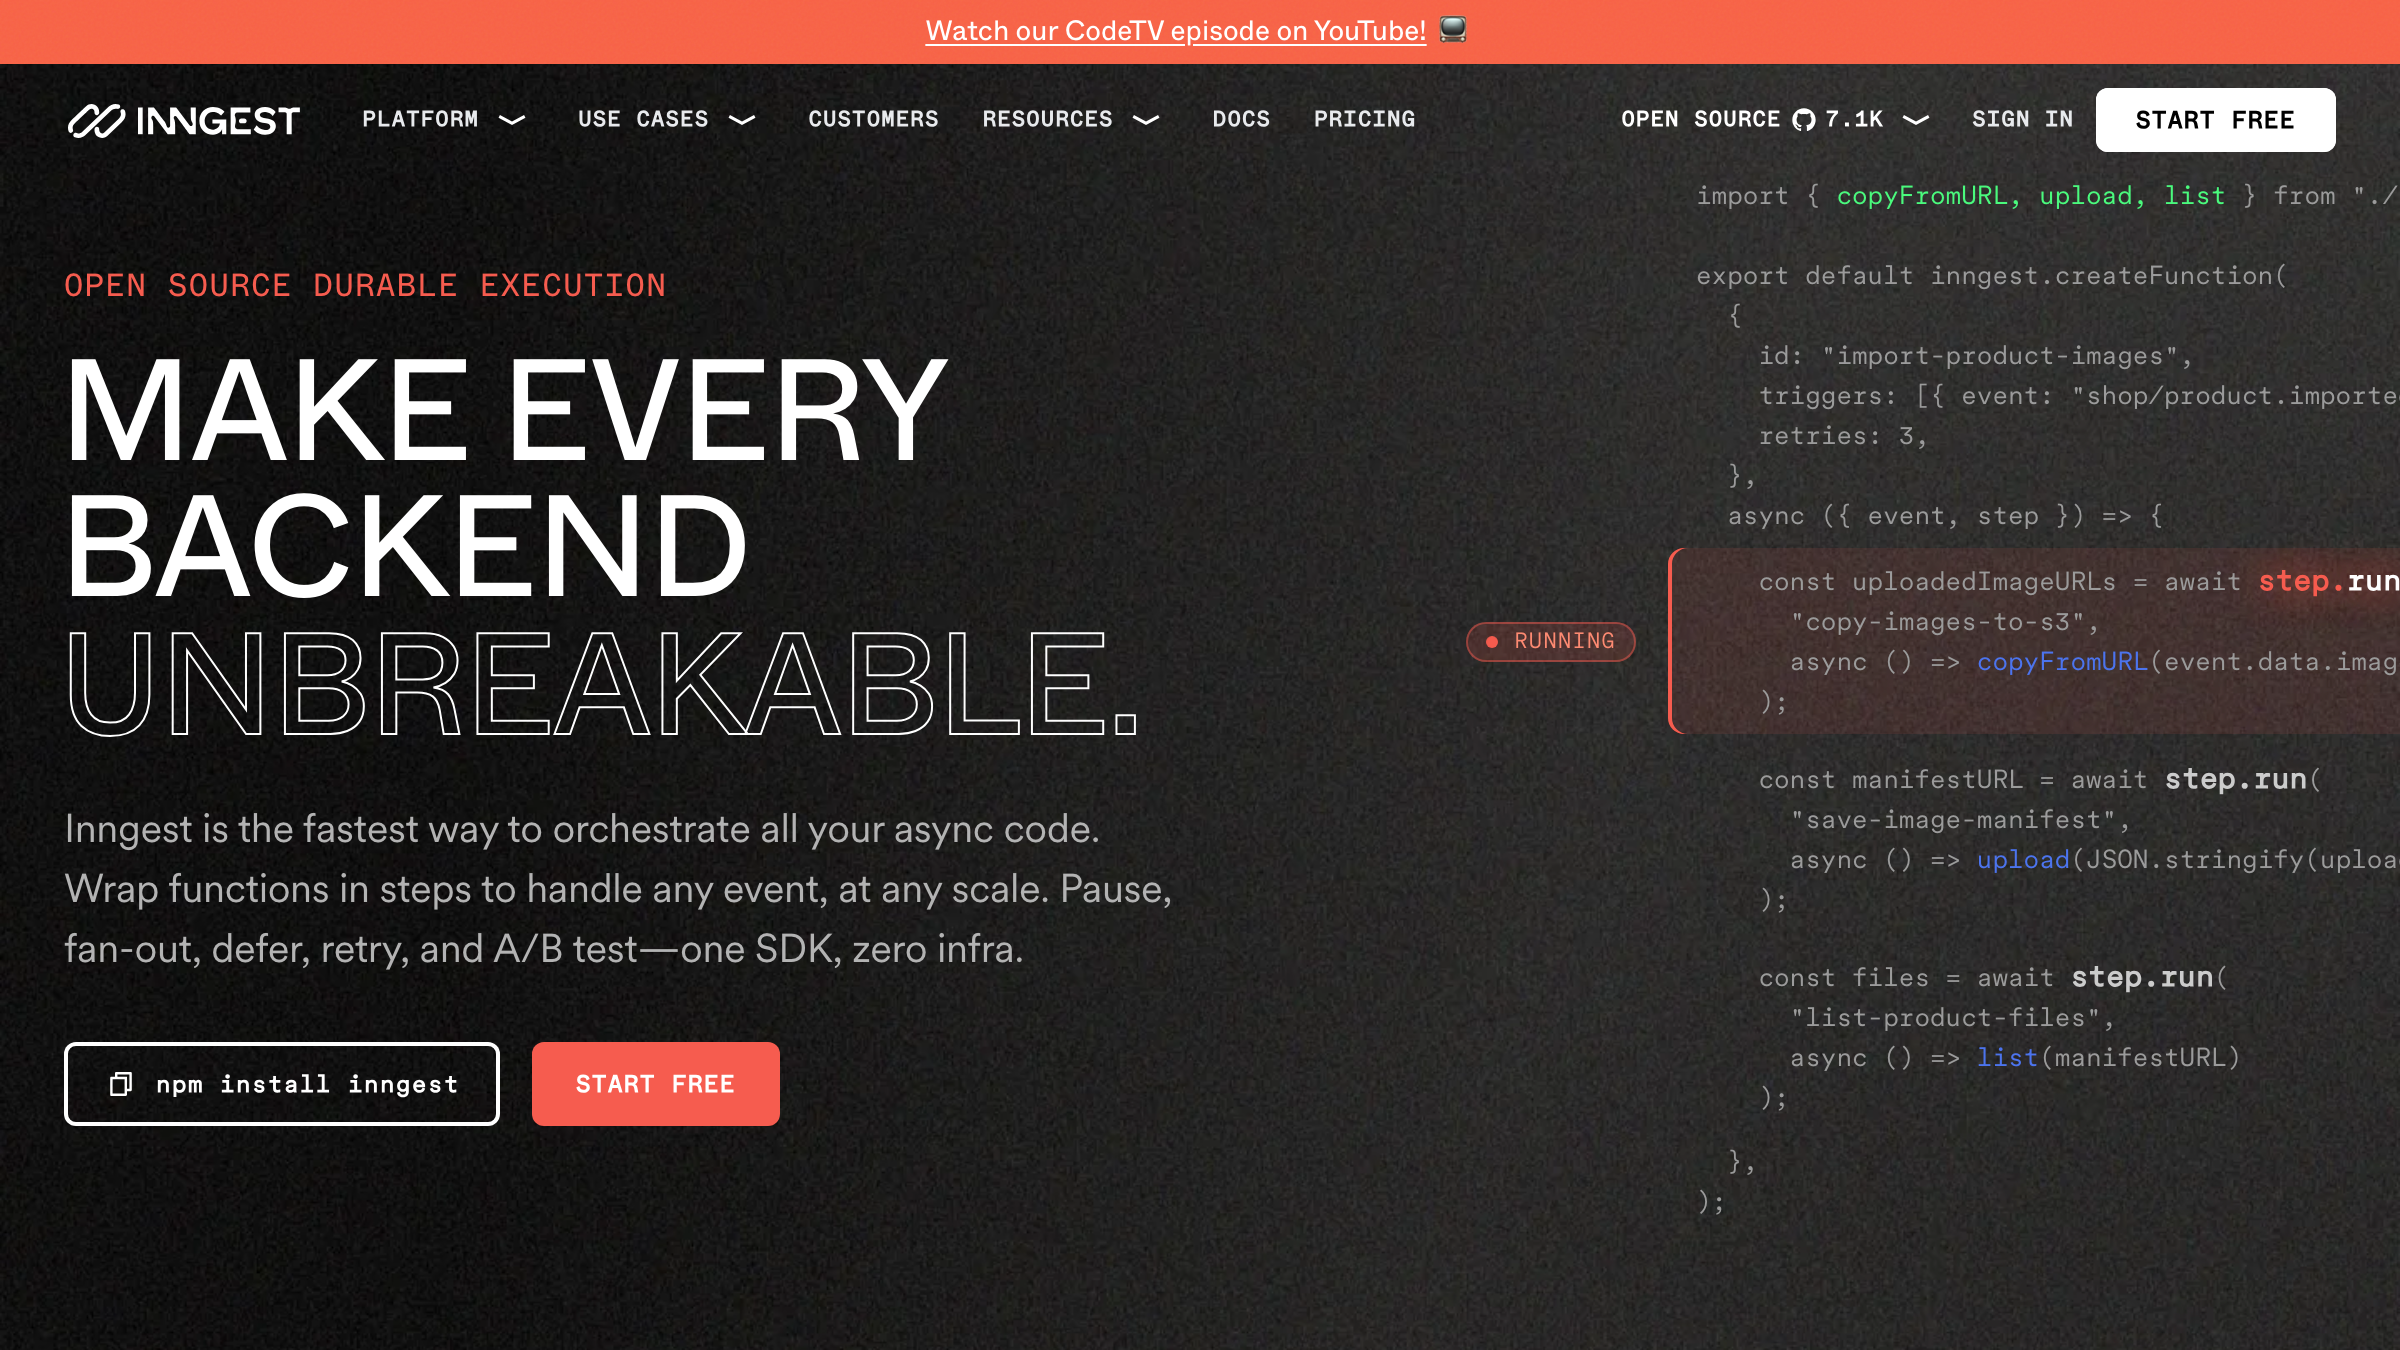 Watch our CodeTV episode on YouTube!
INNGEST
PLATFORM
USE CASES
CUSTOMERS
RESOURCES
DOCS
PRICING
OPEN SOURCE 7.1K
SIGN IN
START FREE
OPEN SOURCE DURABLE EXECUTION
MAKE EVERY
BACKEND
UNBREAKABLE.
Inngest is the fastest way to orchestrate all your async code.
Wrap functions in steps to handle any event, at any scale. Pause,
fan-out, defer, retry, and A/B test—one SDK, zero infra.
npm install inngest
START FREE
import { copyFromURL, upload, list } from "./
export default inngest.createFunction(
{
id: "import-product-images",
triggers: [{ event: "shop/product.importe
retries: 3,
},
async ({ event, step }) => {
RUNNING
const uploadedImageURLs = await step.run
"copy-images-to-s3",
async () => copyFromURL(event.data.imag
);
const manifestURL = await step.run(
"save-image-manifest",
async () => upload(JSON.stringify(uploa
);
const files = await step.run(
"list-product-files",
async () => list(manifestURL)
);
},
);